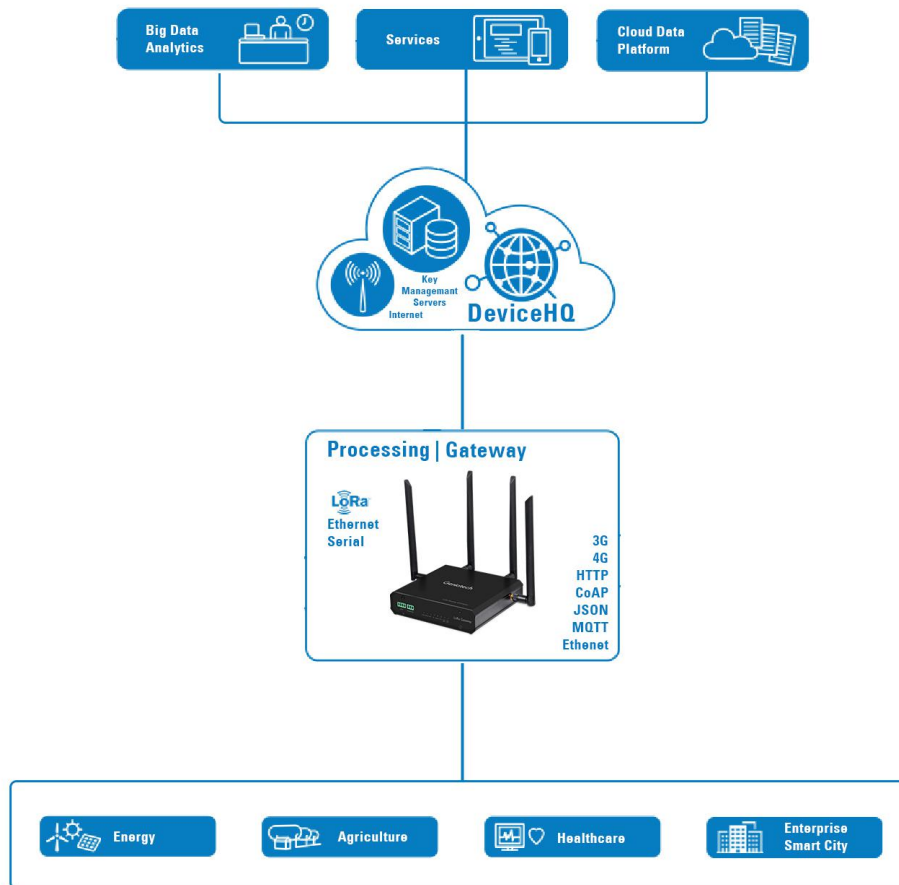 Big Data
Analytics
Services
Cloud Data
Platform
Key
Managemant
Servers
Internet
DeviceHQ
Processing | Gateway
LoRa
Ethernet
Serial
3G
4G
HTTP
CoAP
JSON
MQTT
Ethenet
Energy
Agriculture
Healthcare
Enterprise
Smart City